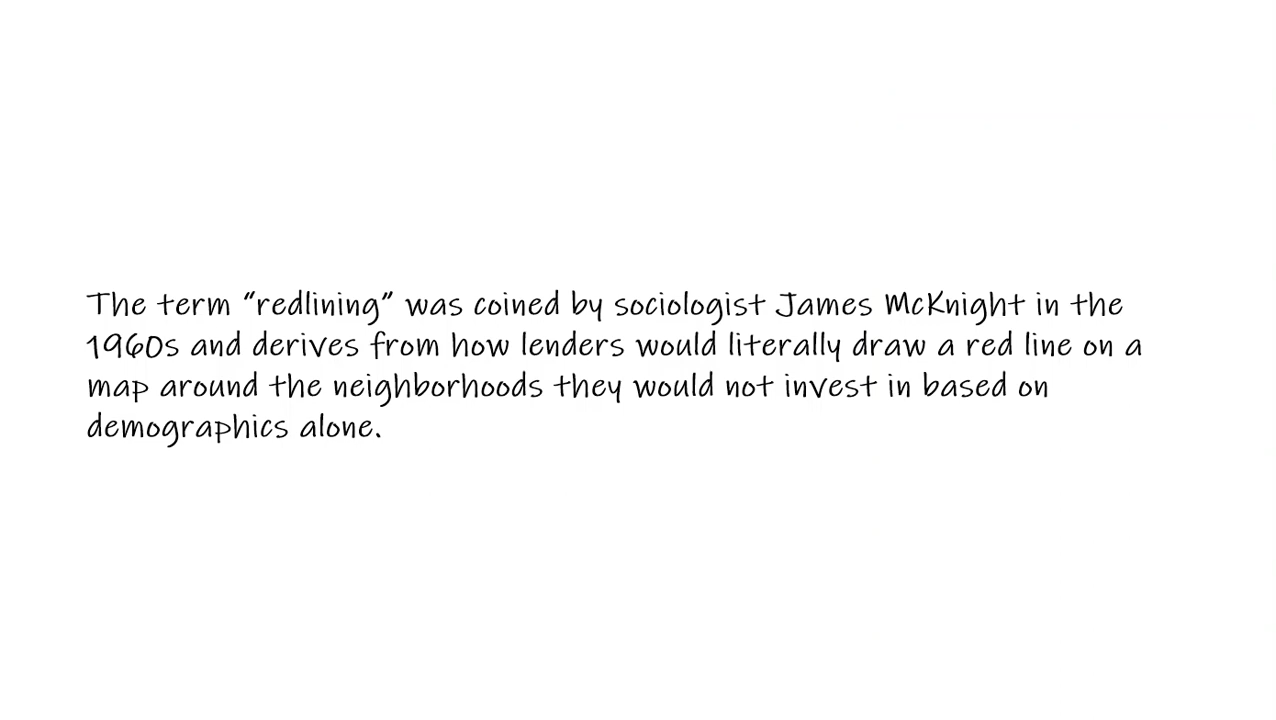 The term “redlining” was coined by sociologist James McKnight in the
1960s and derives from how lenders would literally draw a red line on a
map around the neighborhoods they would not invest in based on
demographics alone.